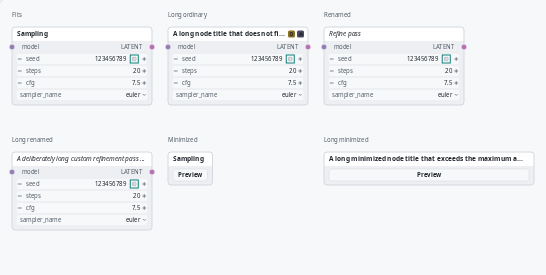 Fits
Long ordinary
Renamed
Sampling
A long node title that does not fi...
Refine pass
model LATENT
model LATENT
model LATENT
seed 123456789
seed 123456789
seed 123456789
steps 20
steps 20
steps 20
cfg 7.5
cfg 7.5
cfg 7.5
sampler_name euler
sampler_name euler
sampler_name euler
Long renamed
Minimized
Long minimized
A deliberately long custom refinement pass ...
Sampling
A long minimized node title that exceeds the maximum a...
model LATENT
Preview
Preview
seed 123456789
steps 20
cfg 7.5
sampler_name euler